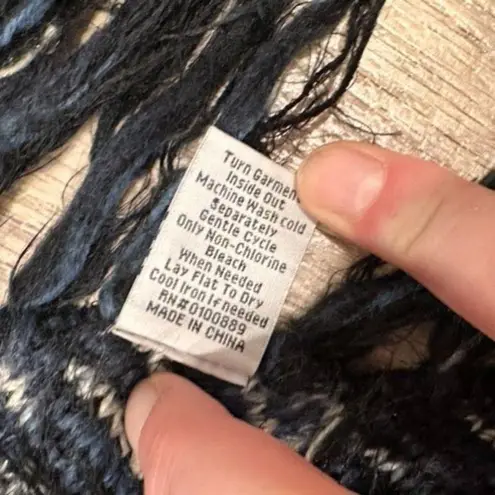 Turn Garment
Inside Out
Machine Wash cold
Separately
Gentle Cycle
Only Non-Chlorine
Bleach
When Needed
Lay Flat To Dry
Cool Iron if needed
RN#0100889
MADE IN CHINA